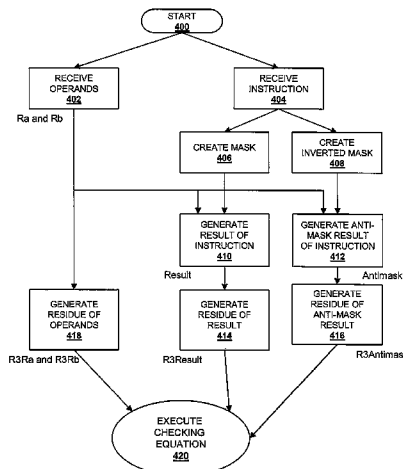 START
400
RECEIVE
OPERANDS
402
RECEIVE
INSTRUCTION
404
Ra and Rb
CREATE MASK
406
CREATE
INVERTED MASK
408
GENERATE
RESULT OF
INSTRUCTION
410
GENERATE ANTI-
MASK RESULT
OF INSTRUCTION
412
Result
Antimask
GENERATE
RESIDUE OF
OPERANDS
418
GENERATE
RESIDUE OF
RESULT
414
GENERATE
RESIDUE OF
ANTI-MASK
RESULT
416
R3Ra and R3Rb
R3Result
R3Antimas
EXECUTE
CHECKING
EQUATION
420